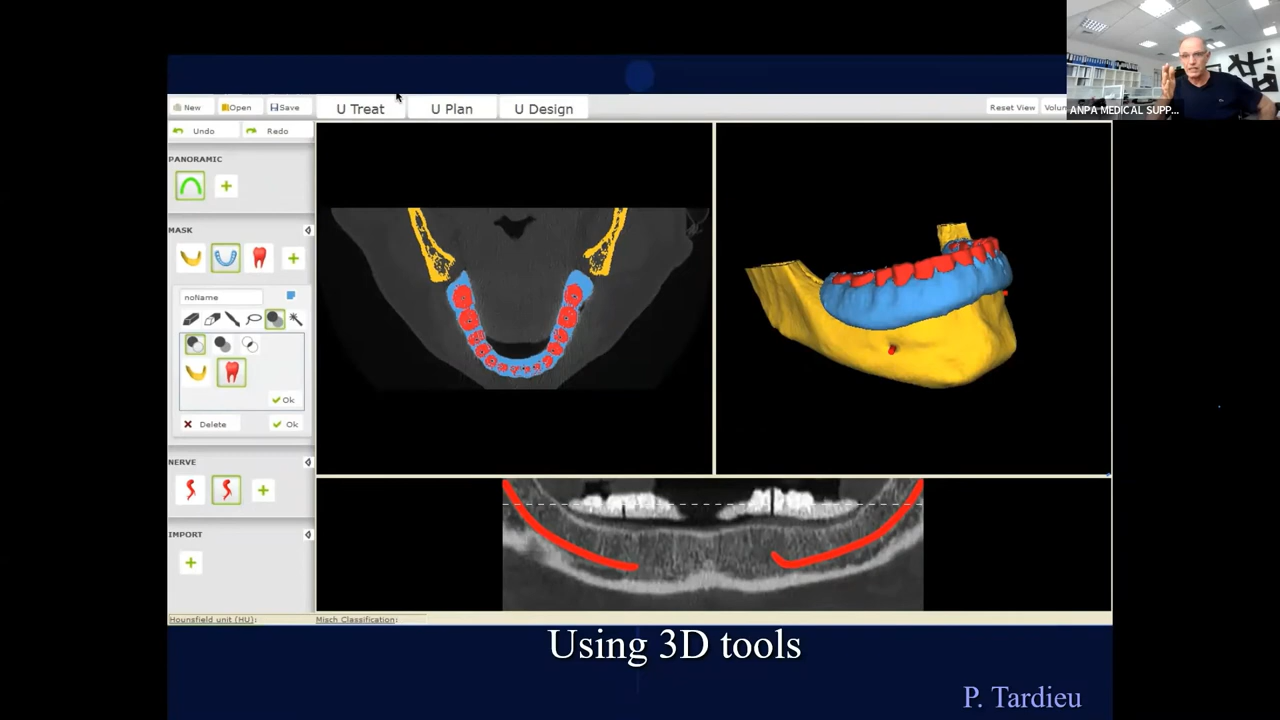 New
Open
Save
U Treat
U Plan
U Design
Reset View
Volun
ANPA MEDICAL SUPP...
Undo
Redo
PANORAMIC
MASK
noName
Ok
Delete
Ok
NERVE
IMPORT
Hounsfield unit (HU):
Misch Classification:
Using 3D tools
P. Tardieu